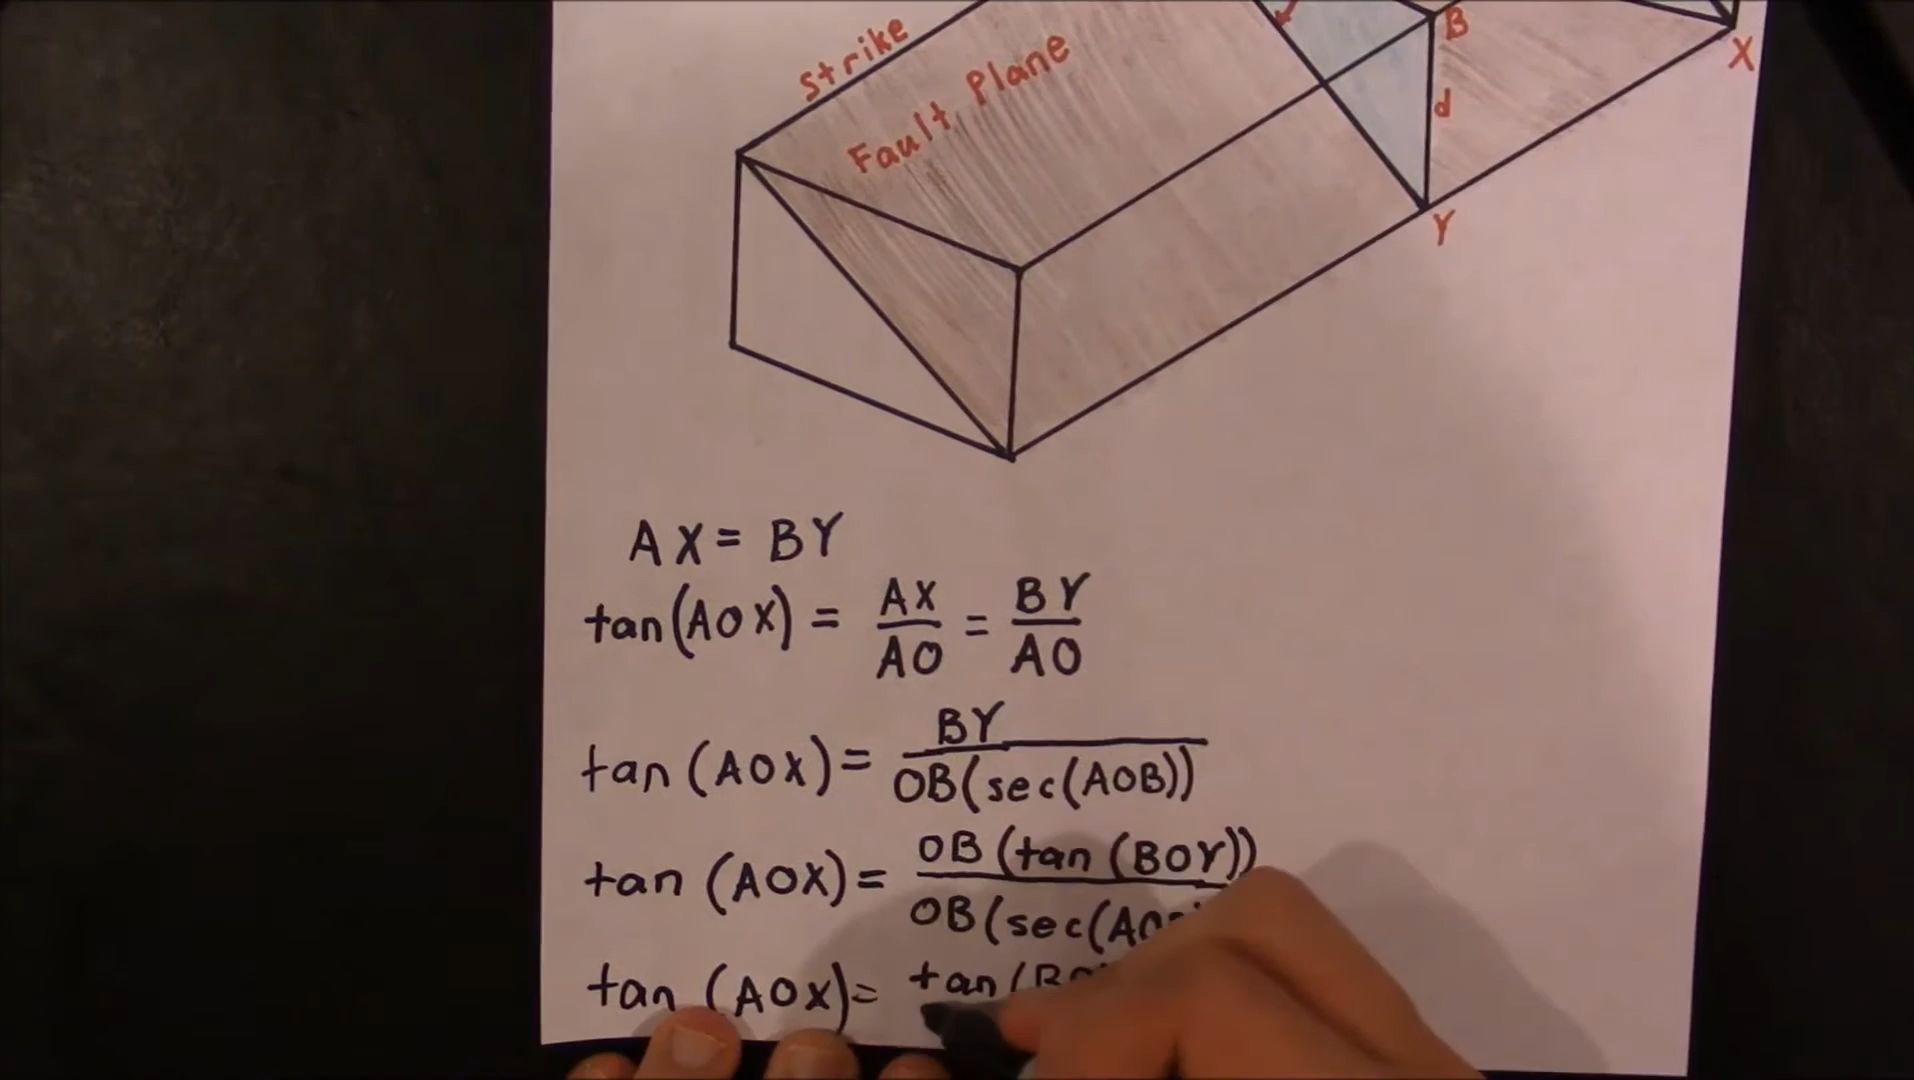 Strike
B
X
Fault Plane
d
Y
AX = BY
tan(AOX) = AX/AO = BY/AO
tan (AOX) = BY/OB(sec(AOB))
tan (AOX) = OB (tan (BOY))/OB(sec(
tan (AOX) = tan (